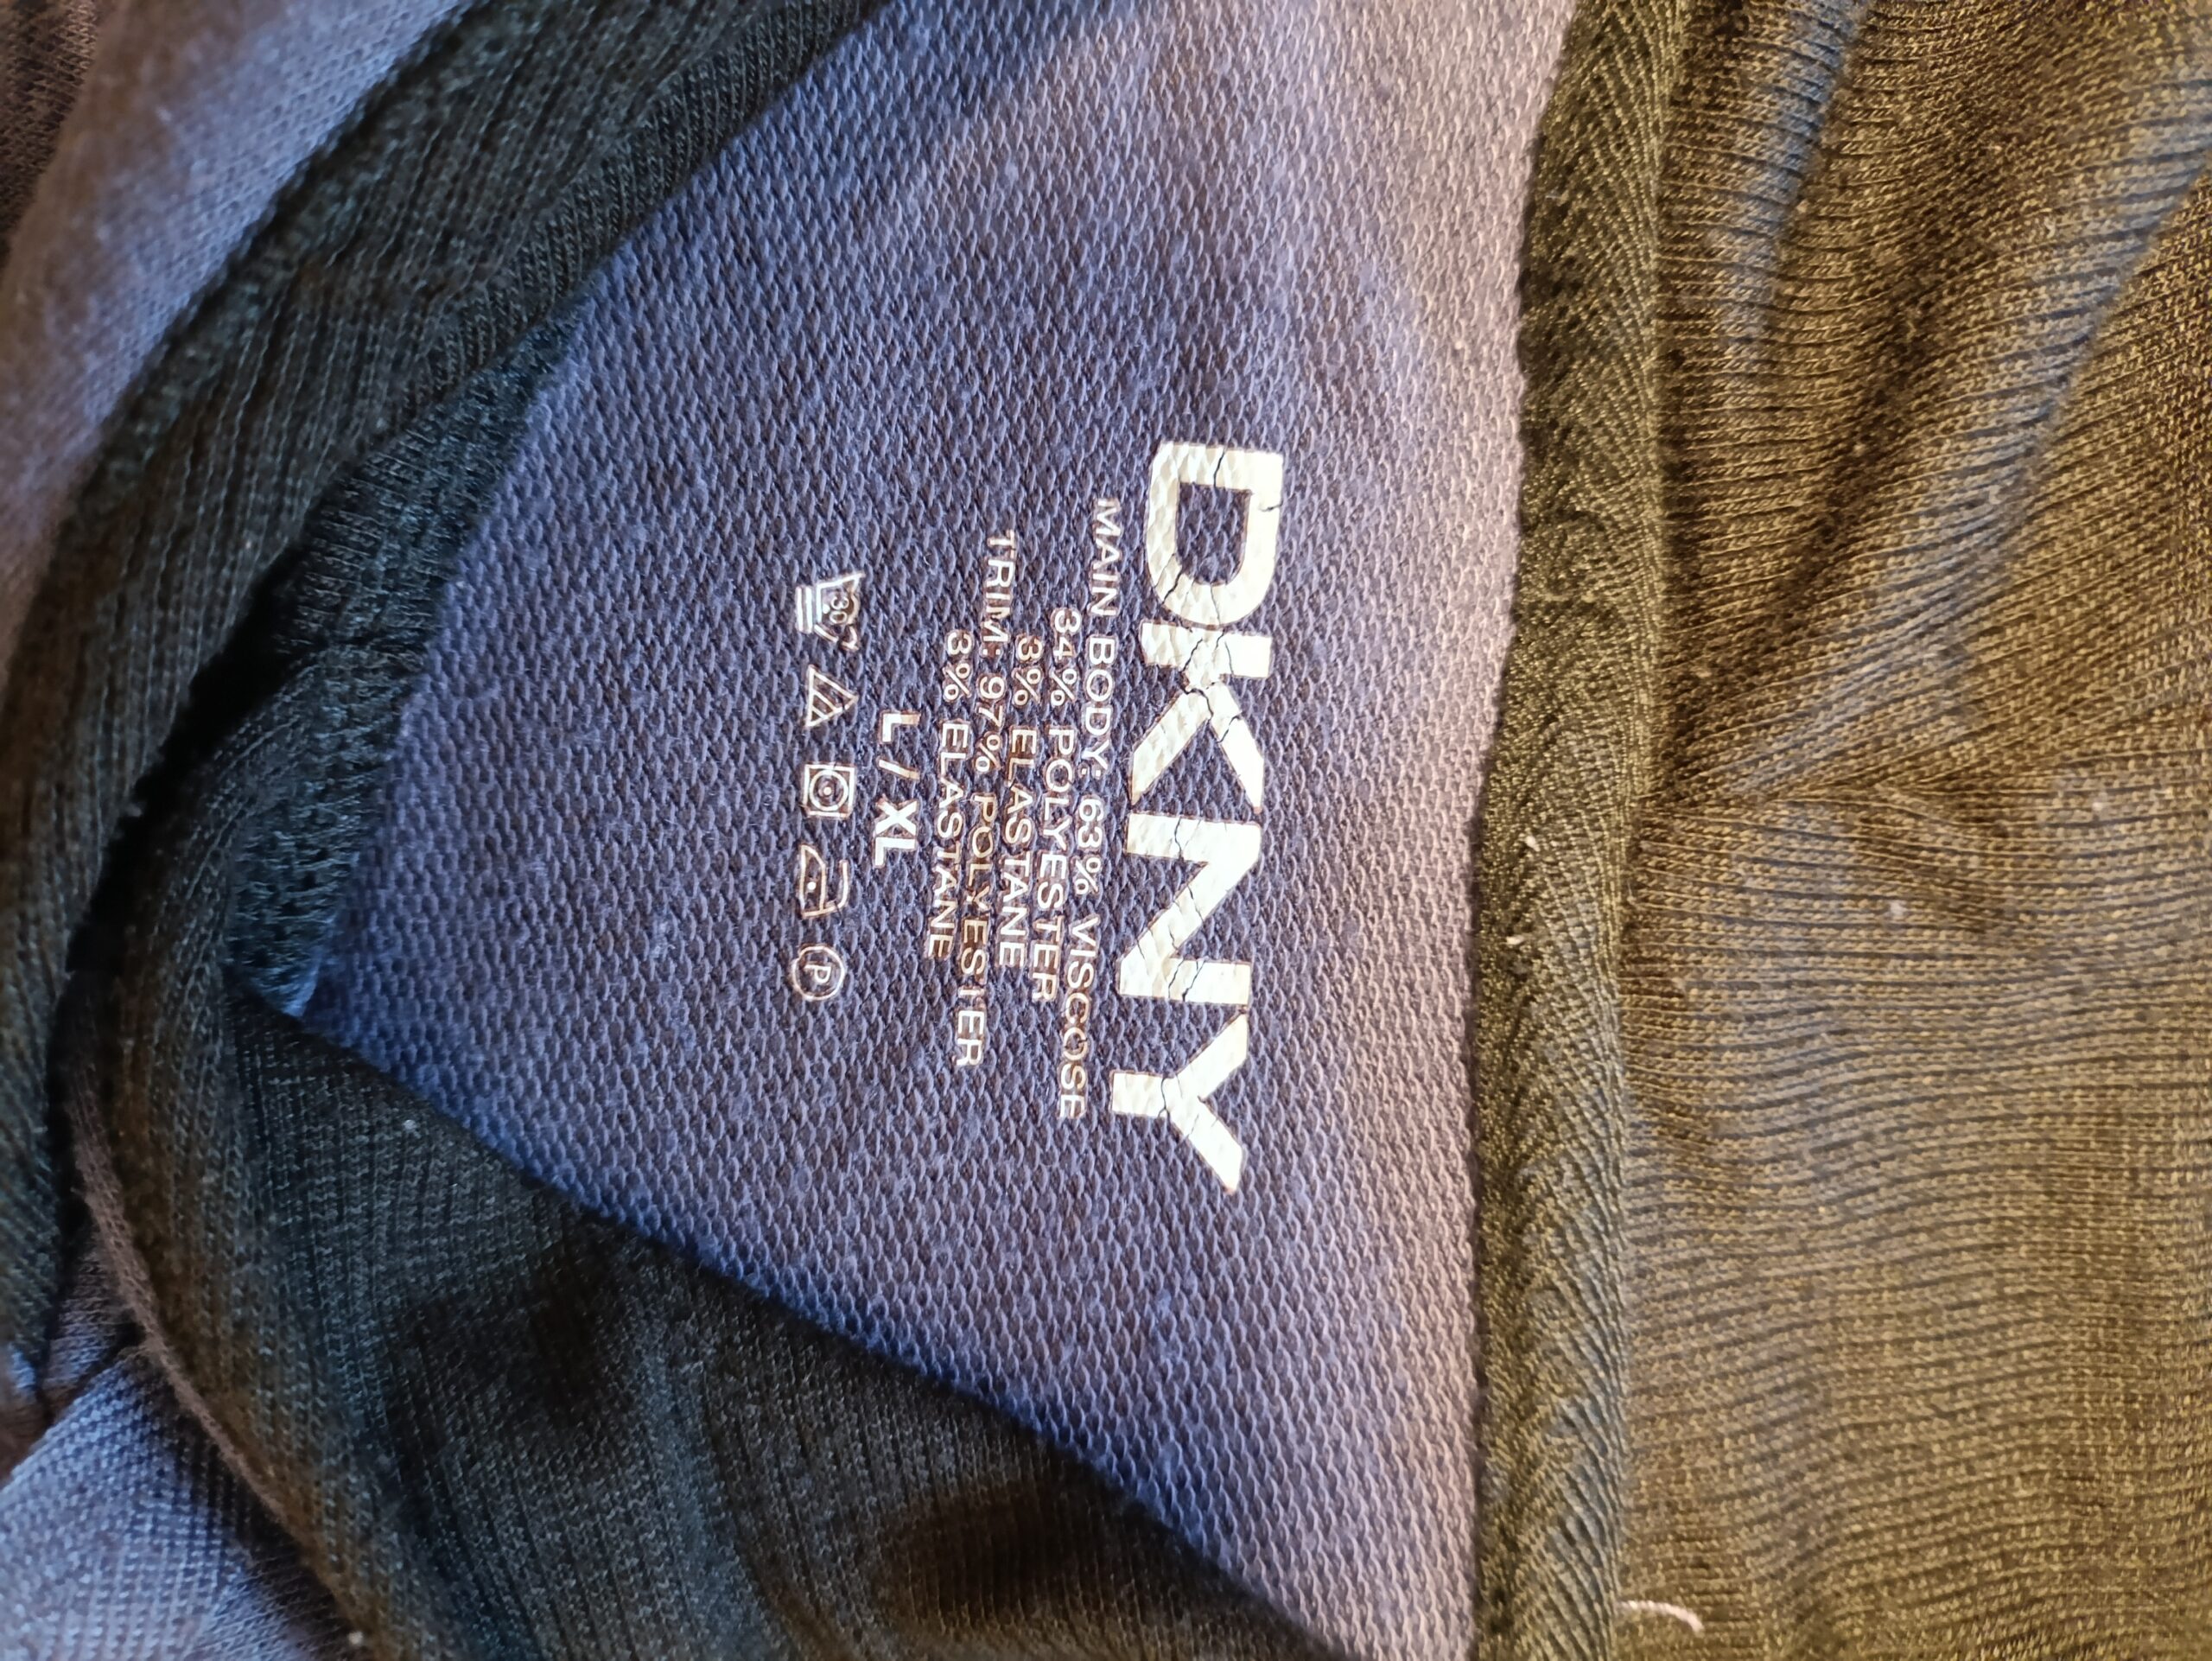 DKNY
MAIN BODY: 63% VISCOSE
34% POLYESTER
3% ELASTANE
TRIM: 97% POLYESTER
3% ELASTANE
L/XL
30
P